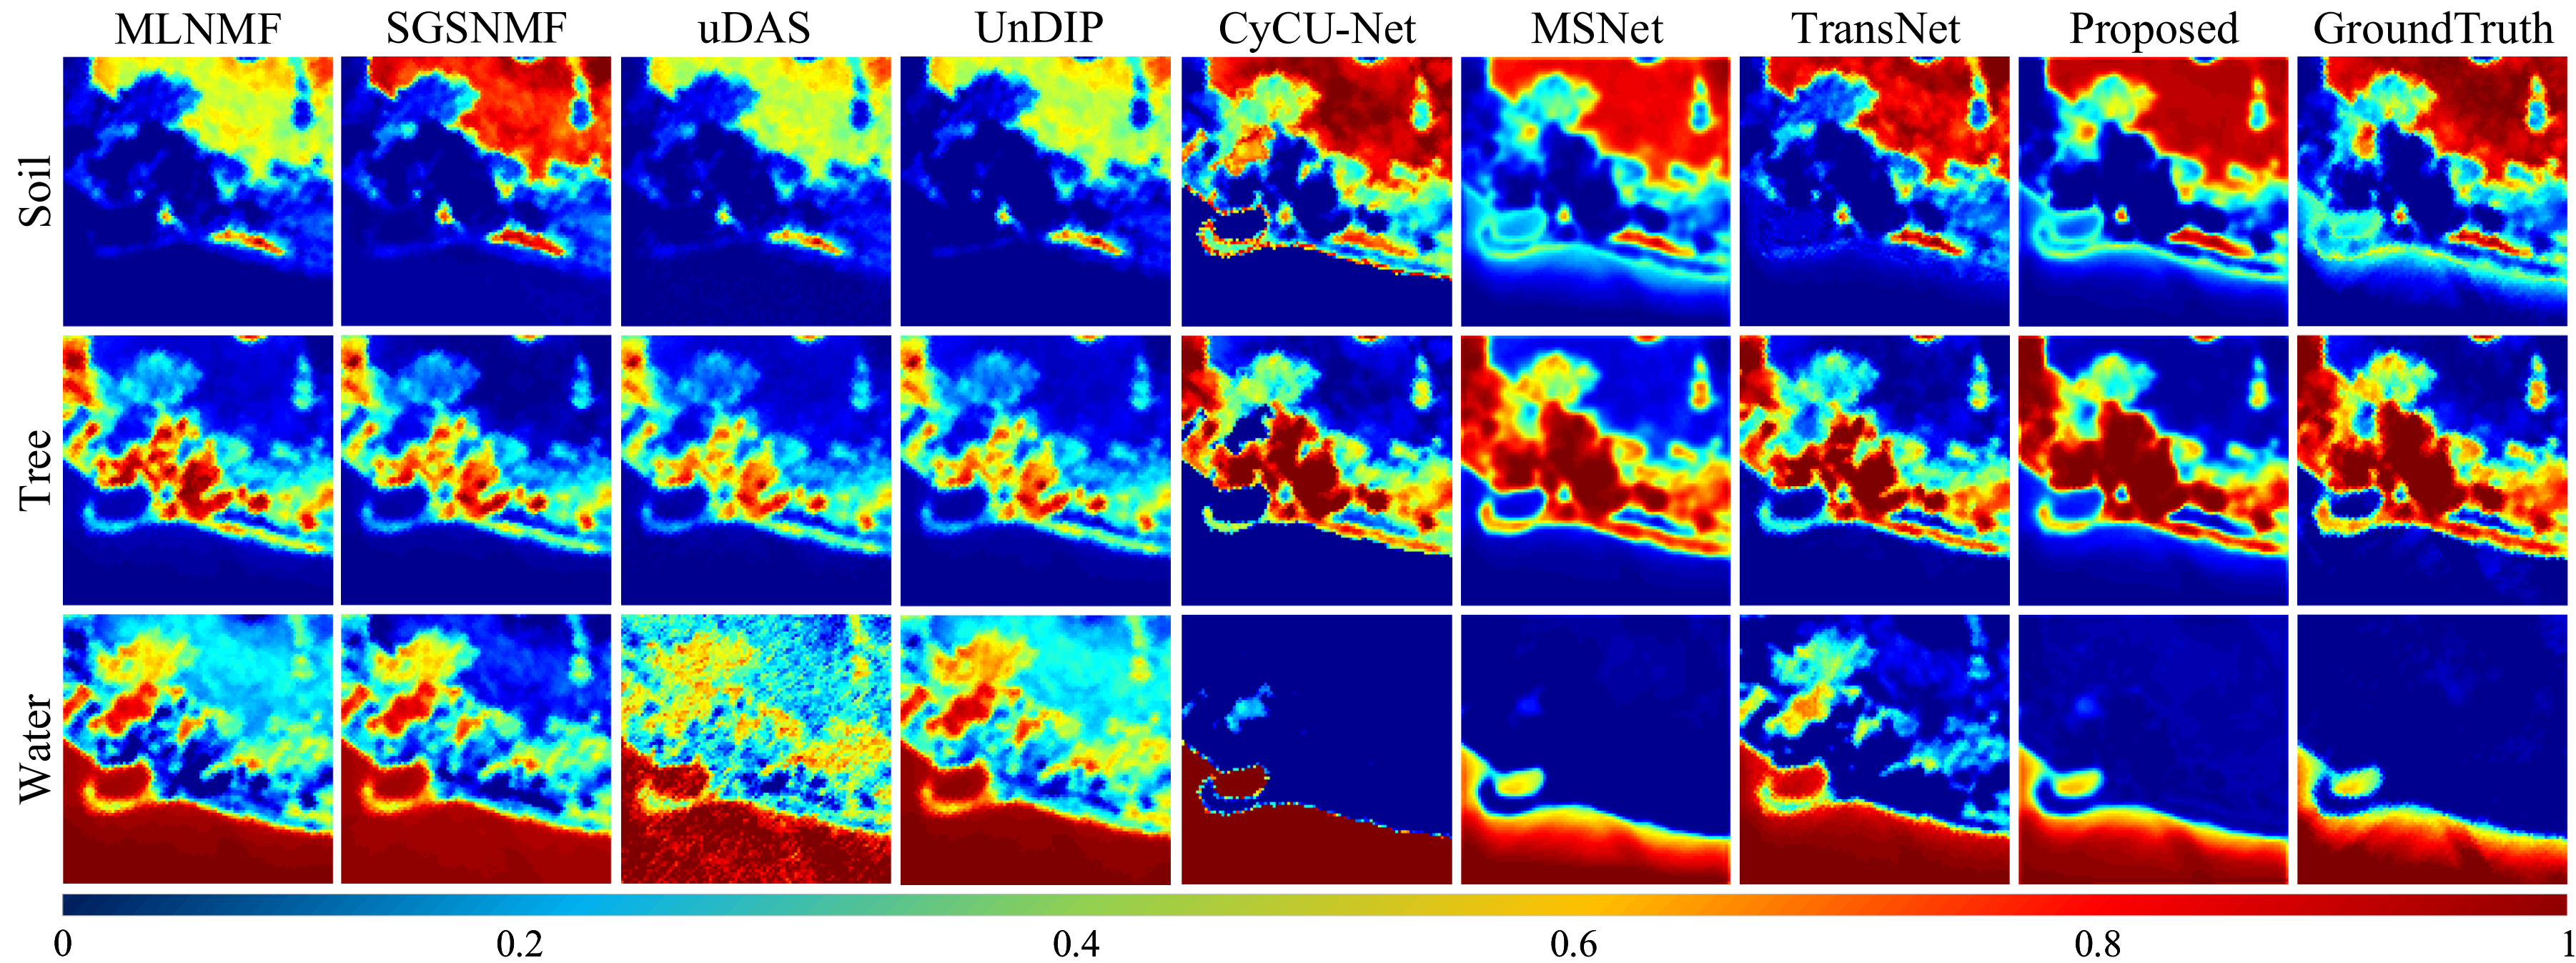 MLNMF SGSNMF uDAS UnDIP CyCU-Net MSNet TransNet Proposed GroundTruth
Soil
Tree
Water
0 0.2 0.4 0.6 0.8 1